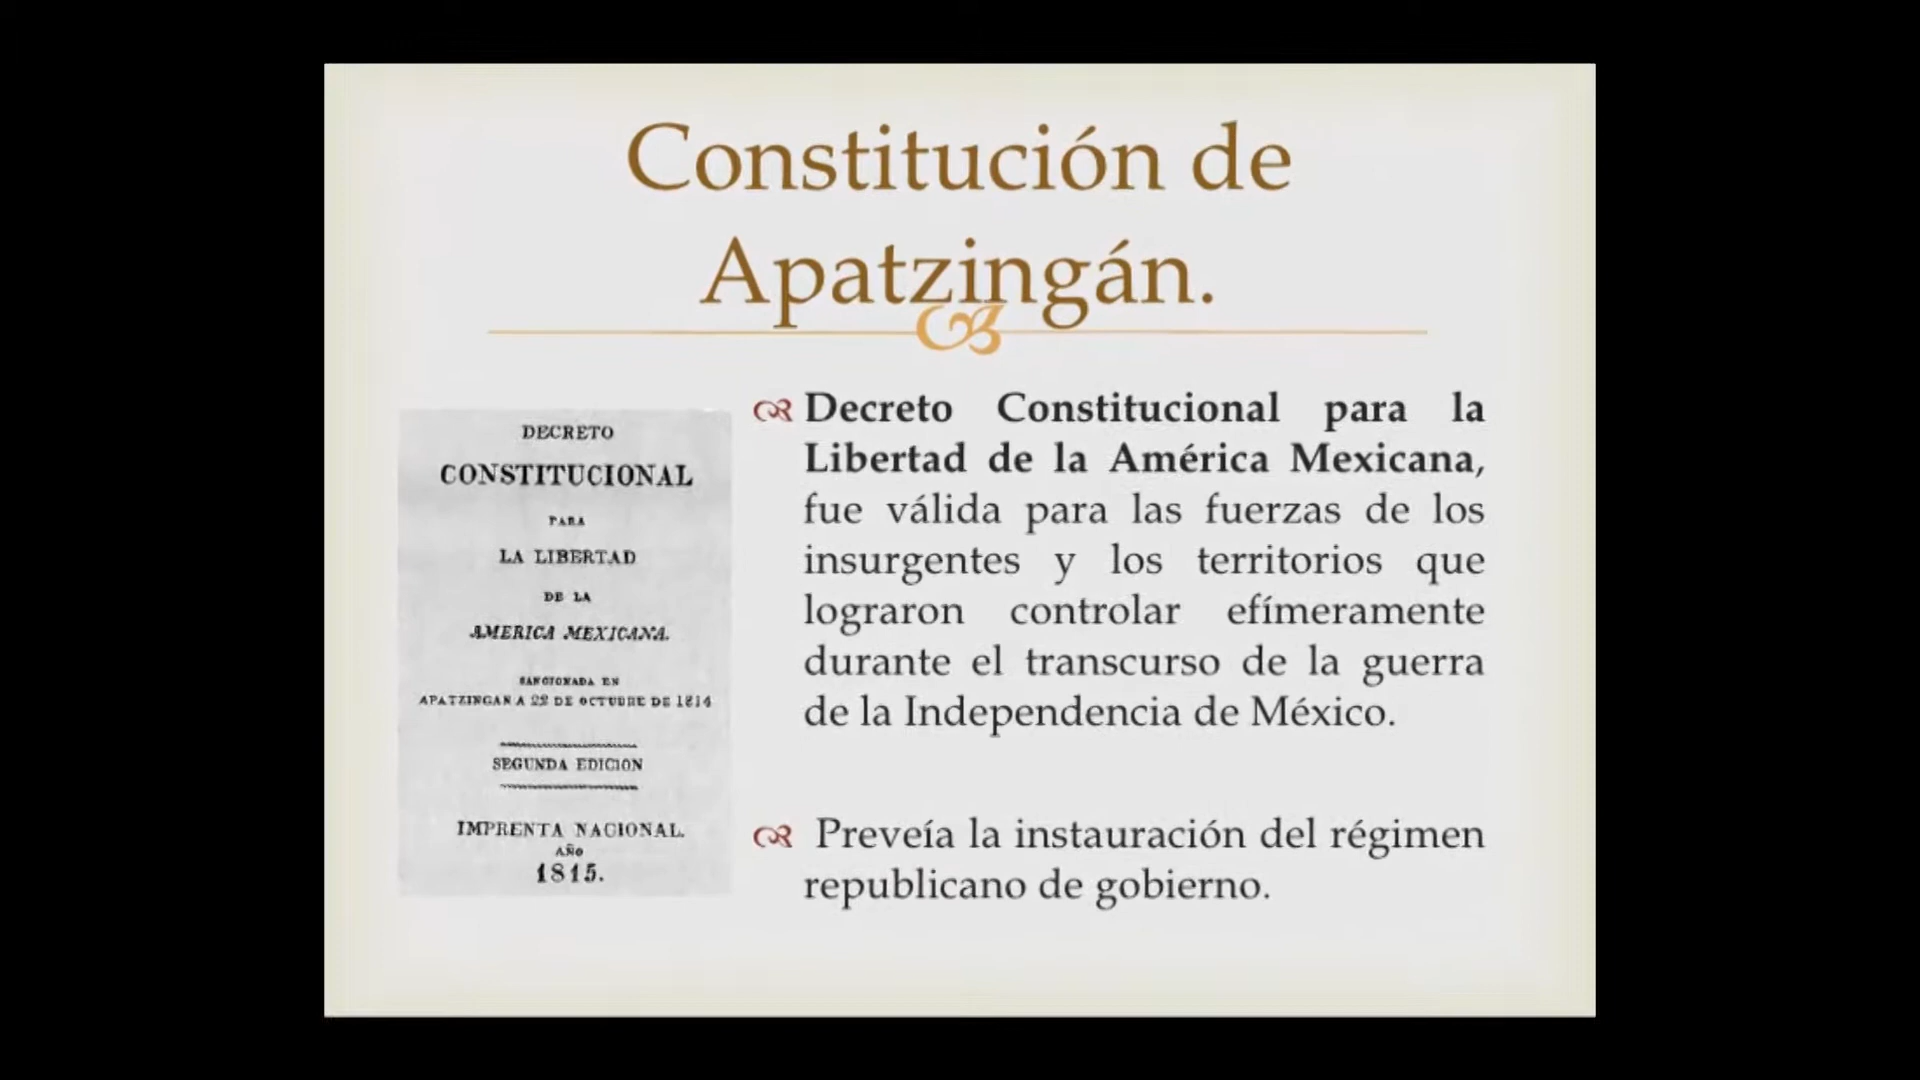 Constitución de
Apatzingán.
DECRETO
CONSTITUCIONAL
PARA
LA LIBERTAD
DE LA
AMERICA MEXICANA.
SANCIONADA EN
APATZINGAN A 22 DE OCTUBRE DE 1814
SEGUNDA EDICION
IMPRENTA NACIONAL.
AÑO
1815.
Decreto Constitucional para la
Libertad de la América Mexicana,
fue válida para las fuerzas de los
insurgentes y los territorios que
lograron controlar efímeramente
durante el transcurso de la guerra
de la Independencia de México.
Preveía la instauración del régimen
republicano de gobierno.